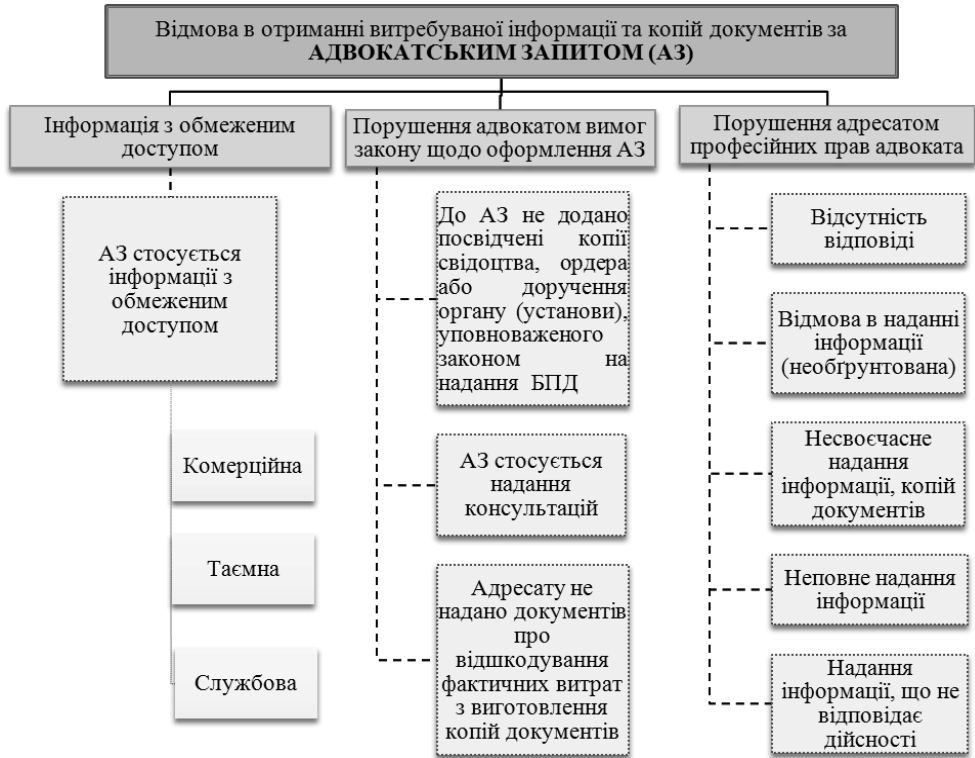 Відмова в отриманні витребуваної інформації та копій документів за
АДВОКАТСЬКИМ ЗАПИТОМ (АЗ)
Інформація з обмеженим
доступом
АЗ стосується
інформації з
обмеженим
доступом
Комерційна
Таємна
Службова
Порушення адвокатом вимог
закону щодо оформлення АЗ
До АЗ не додано
посвідчені копії
свідоцтва, ордера
або доручення
органу (установи),
уповноваженого
законом на
надання БПД
АЗ стосується
надання
консультацій
Адресату не
надано документів
про
відшкодування
фактичних витрат
з виготовлення
копій документів
Порушення адресатом
професійних прав адвоката
Відсутність
відповіді
Відмова в наданні
інформації
(необґрунтована)
Несвоєчасне
надання
інформації, копій
документів
Неповне надання
інформації
Надання
інформації, що не
відповідає
дійсності